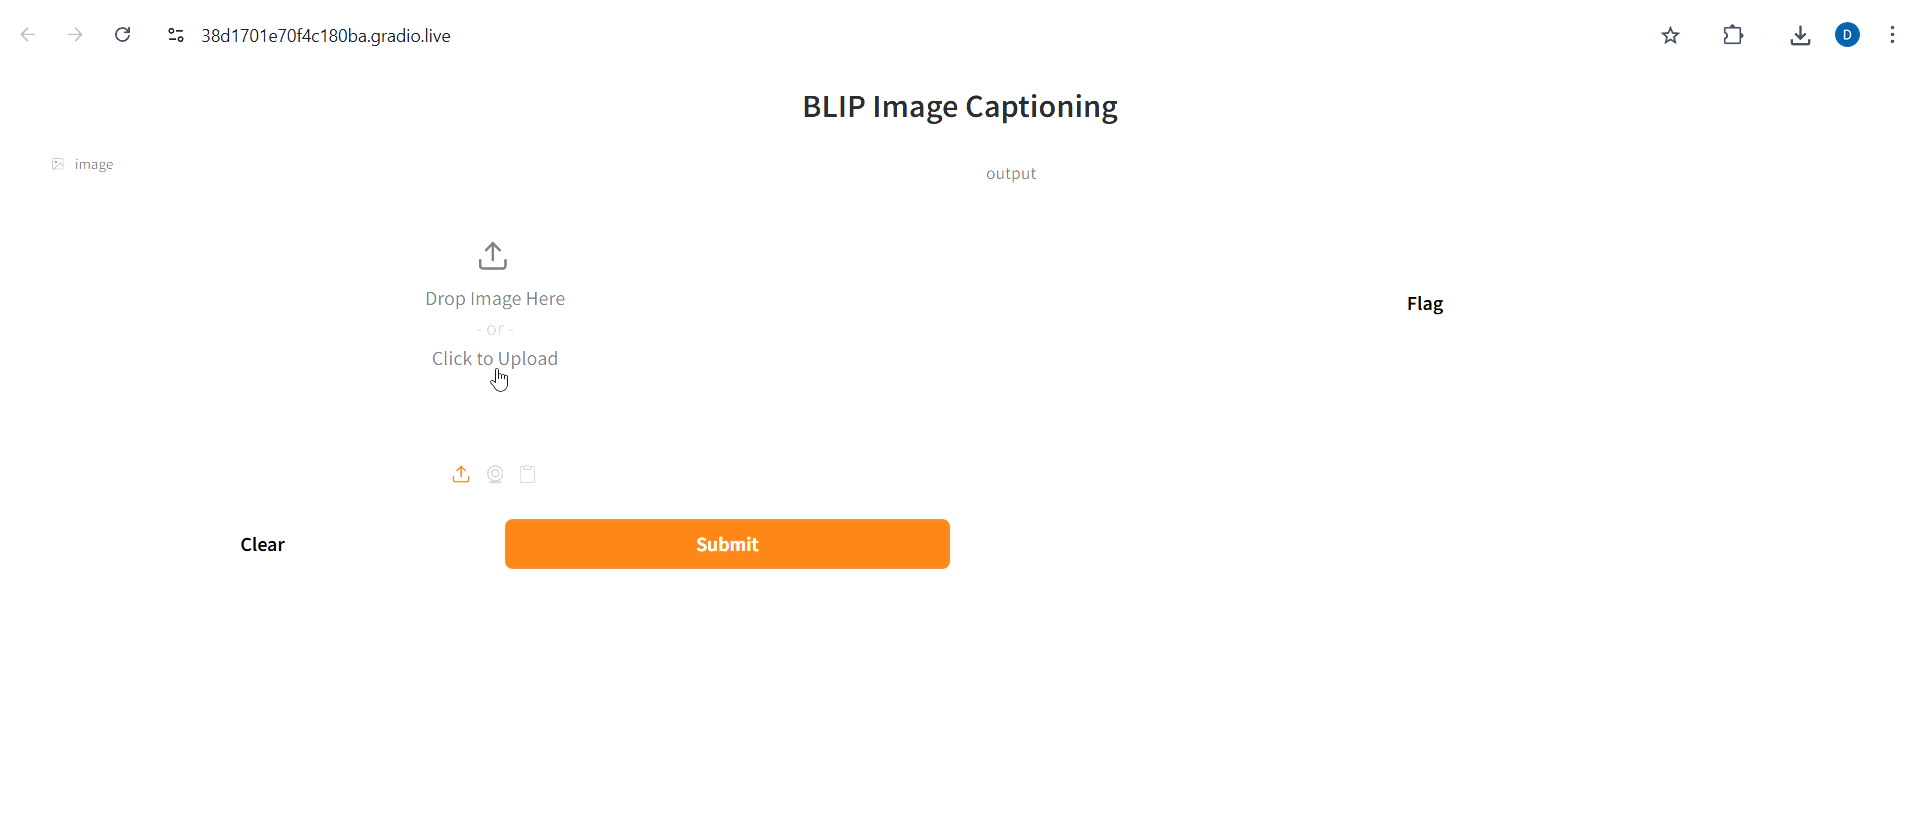 38d1701e70f4c180ba.gradio.live
D
BLIP Image Captioning
image
output
Drop Image Here
- or -
Click to Upload
Flag
Clear
Submit